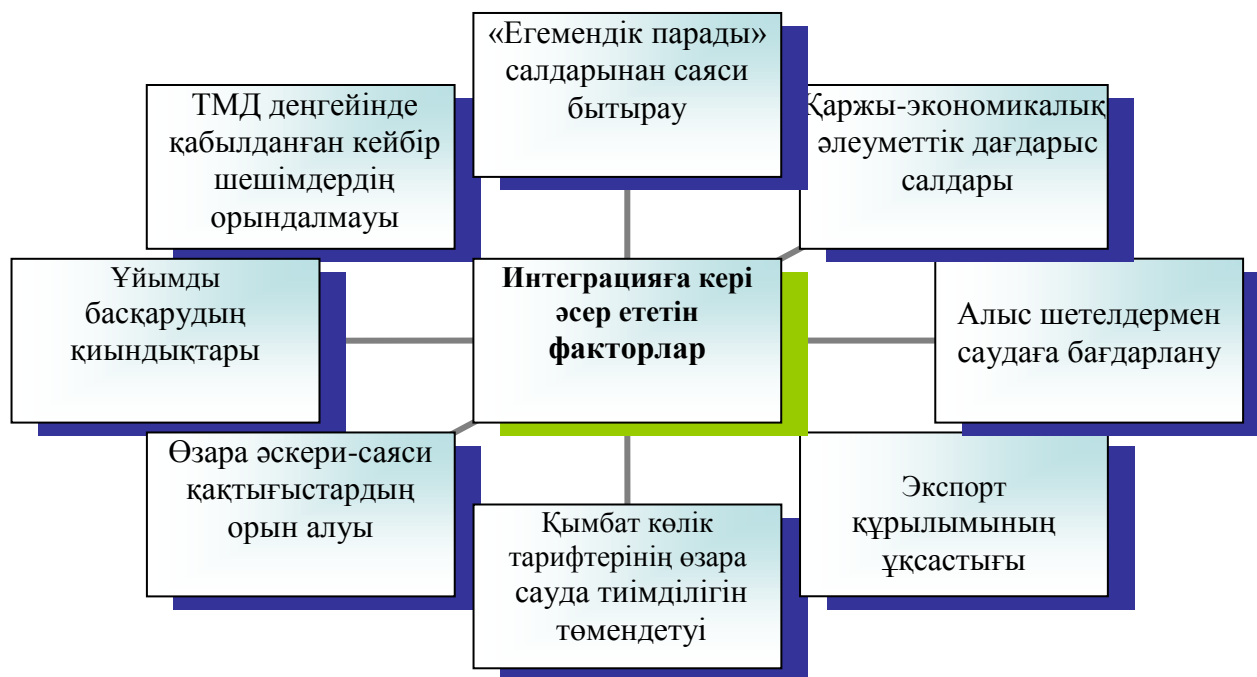 «Егемендік парады»
салдарынан саяси
бытырау
ТМД деңгейінде
қабылданған кейбір
шешімдердің
орындалмауы
Қаржы-экономикалық
әлеуметтік дағдарыс
салдары
Ұйымды
басқарудың
қиындықтары
Интеграцияға кері
әсер ететін
факторлар
Алыс шетелдермен
саудаға бағдарлану
Өзара әскери-саяси
қақтығыстардың
орын алуы
Қымбат көлік
тарифтерінің өзара
сауда тиімділігін
төмендетуі
Экспорт
құрылымының
ұқсастығы